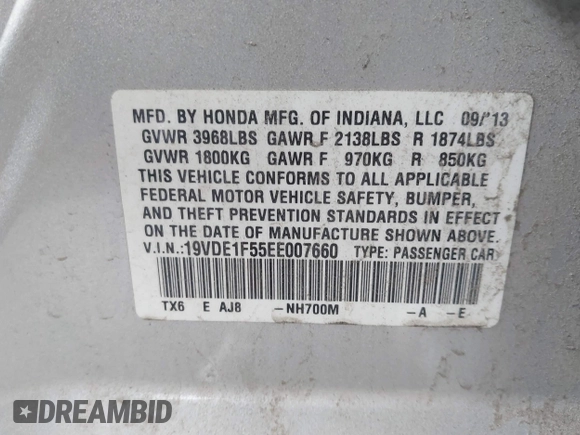 MFD. BY HONDA MFG. OF INDIANA, LLC 09/'13
GVWR 3968LBS GAWR F 2138LBS R 1874LBS
GVWR 1800KG GAWR F 970KG R 850KG
THIS VEHICLE CONFORMS TO ALL APPLICABLE
FEDERAL MOTOR VEHICLE SAFETY, BUMPER,
AND THEFT PREVENTION STANDARDS IN EFFECT
ON THE DATE OF MANUFACTURE SHOWN ABOVE.
V.I.N.:19VDE1F55EE007660 TYPE: PASSENGER CAR
TX6 E AJ8 -NH700M -A -E
DREAMBID